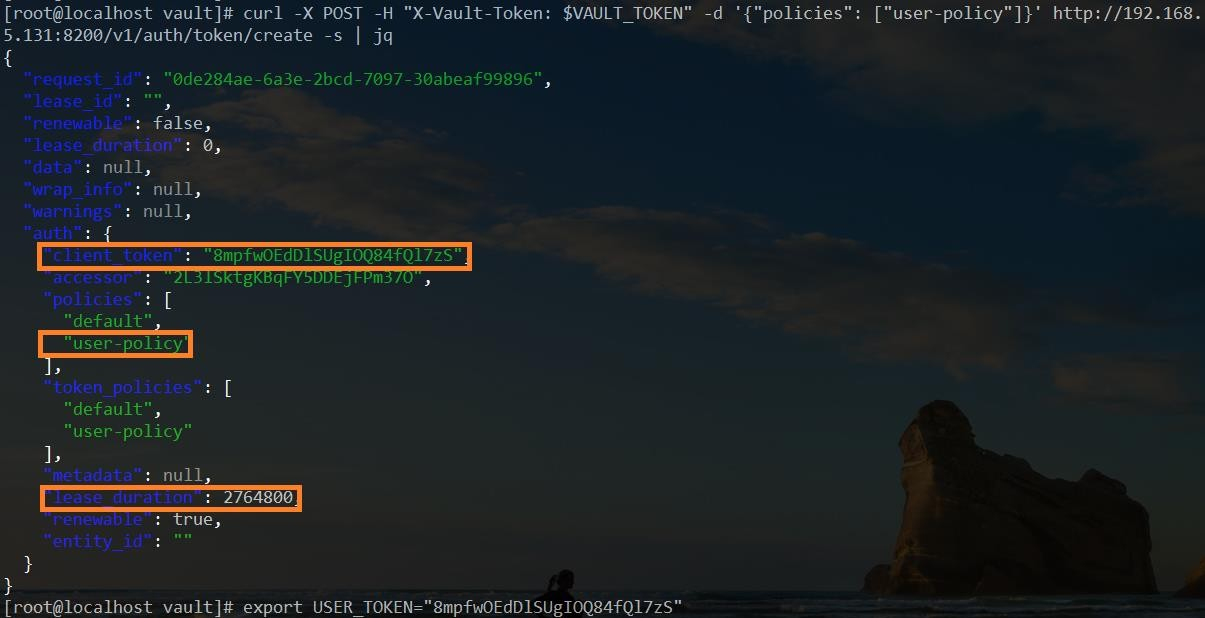 [root@localhost vault]# curl -X POST -H "X-Vault-Token: $VAULT_TOKEN" -d '{"policies": ["user-policy"]}' http://192.168.
5.131:8200/v1/auth/token/create -s | jq
{
  "request_id": "0de284ae-6a3e-2bcd-7097-30abeaf99896",
  "lease_id": "",
  "renewable": false,
  "lease_duration": 0,
  "data": null,
  "wrap_info": null,
  "warnings": null,
  "auth": {
    "client_token": "8mpfwOEdDlSUgIOQ84fQl7zS",
    "accessor": "2L3lSktgKBqFY5DDEjFPm37O",
    "policies": [
      "default",
      "user-policy"
    ],
    "token_policies": [
      "default",
      "user-policy"
    ],
    "metadata": null,
    "lease_duration": 2764800,
    "renewable": true,
    "entity_id": ""
  }
}
[root@localhost vault]# export USER_TOKEN="8mpfwOEdDlSUgIOQ84fQl7zS"